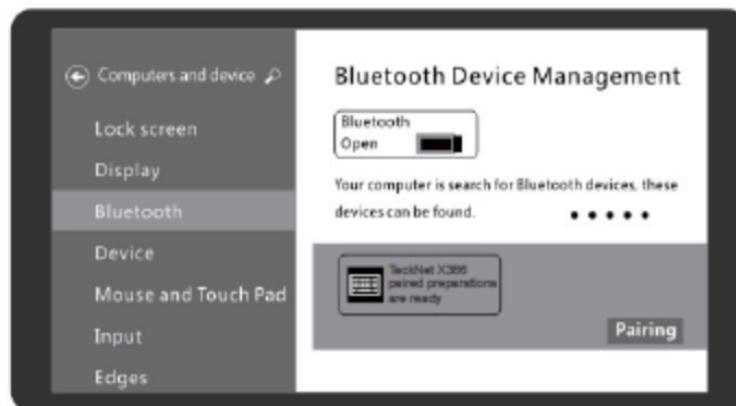 Computers and device
Lock screen
Display
Bluetooth
Device
Mouse and Touch Pad
Input
Edges
Bluetooth Device Management
Bluetooth
Open
Your computer is search for Bluetooth devices, these
devices can be found.
TeckNet X366
paired preparations
are ready
Pairing